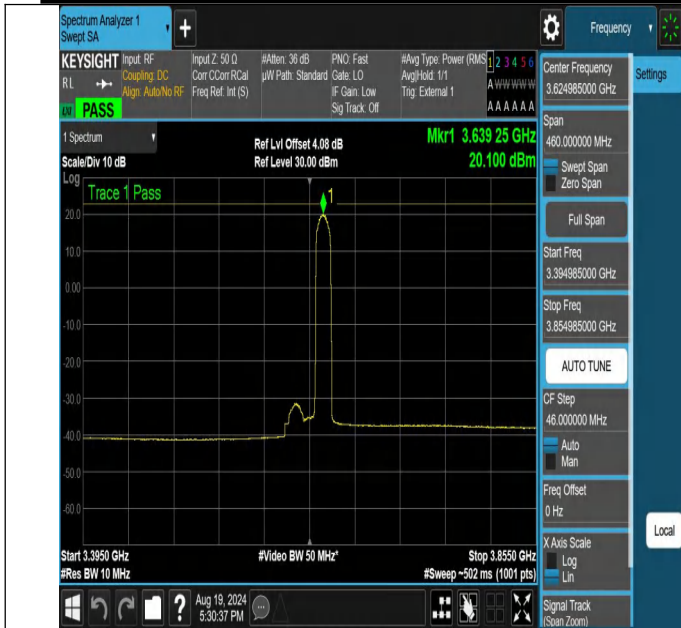 Spectrum Analyzer 1
Swept SA
+
Frequency
KEYSIGHT
RL
PASS
Input: RF
Coupling: DC
Align: Auto/No RF
Input Z: 50 Ω
Corr CCorr RCal
Freq Ref: Int (S)
#Atten: 36 dB
µW Path: Standard
PNO: Fast
Gate: LO
IF Gain: Low
Sig Track: Off
#Avg Type: Power (RMS
Avg|Hold: 1/1
Trig: External 1
1 2 3 4 5 6
A W W W W W
A A A A A A
1 Spectrum
Scale/Div 10 dB
Ref Lvl Offset 4.08 dB
Ref Level 30.00 dBm
Mkr1 3.639 25 GHz
20.100 dBm
Log
Trace 1 Pass
1
20.0
10.0
0.00
-10.0
-20.0
-30.0
-40.0
-50.0
-60.0
Start 3.3950 GHz
#Res BW 10 MHz
#Video BW 50 MHz*
Stop 3.8550 GHz
#Sweep ~502 ms (1001 pts)
?
Aug 19, 2024
5:30:37 PM
Center Frequency
3.624985000 GHz
Settings
Span
460.000000 MHz
Swept Span
Zero Span
Full Span
Start Freq
3.394985000 GHz
Stop Freq
3.854985000 GHz
AUTO TUNE
CF Step
46.000000 MHz
Auto
Man
Freq Offset
0 Hz
Local
X Axis Scale
Log
Lin
Signal Track
(Span Zoom)